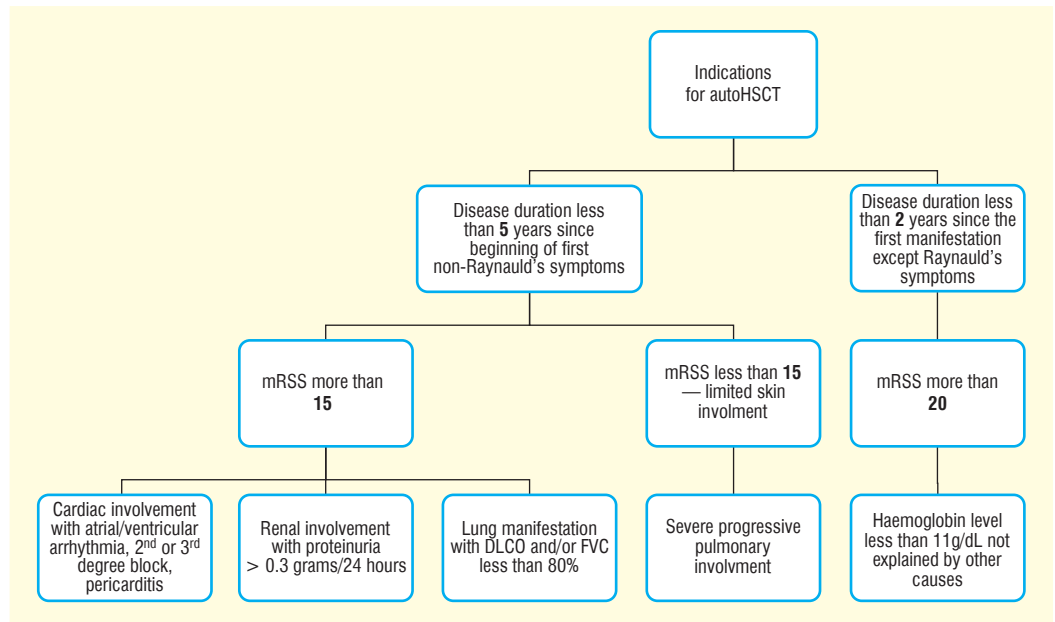 Indications
for autoHSCT
Disease duration less
than 5 years since
beginning of first
non-Raynauld's symptoms
Disease duration less
than 2 years since the
first manifestation
except Raynauld's
symptoms
mRSS more than
15
mRSS less than 15
— limited skin
involment
mRSS more than
20
Cardiac involvement
with atrial/ventricular
arrhythmia, 2nd or 3rd
degree block,
pericarditis
Renal involvement
with proteinuria
> 0.3 grams/24 hours
Lung manifestation
with DLCO and/or FVC
less than 80%
Severe progressive
pulmonary
involvment
Haemoglobin level
less than 11g/dL not
explained by other
causes